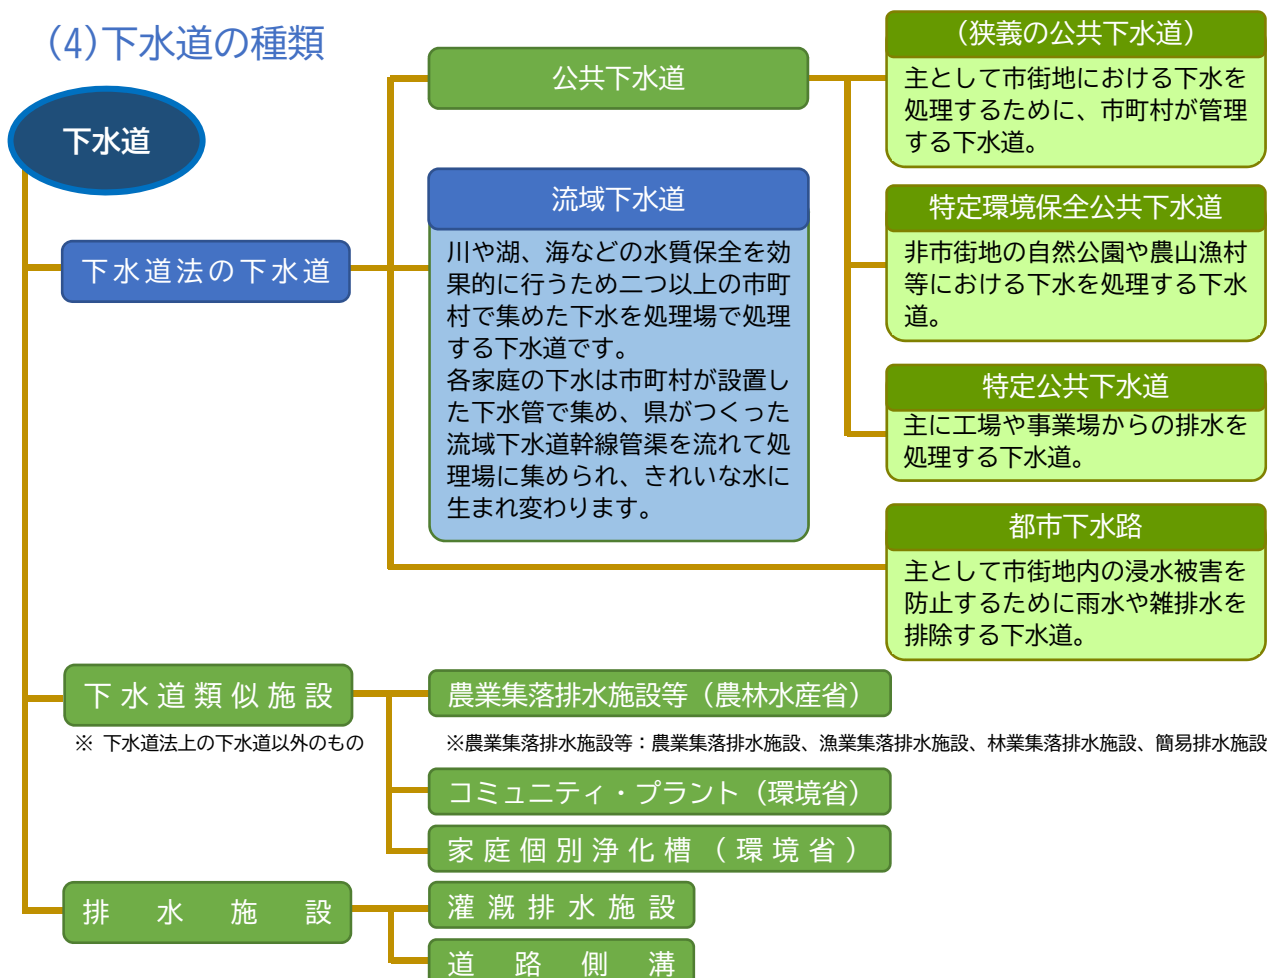 (4)下水道の種類
下水道
下水道法の下水道
公共下水道
(狭義の公共下水道)
主として市街地における下水を
処理するために、市町村が管理
する下水道。
特定環境保全公共下水道
非市街地の自然公園や農山漁村
等における下水を処理する下水
道。
特定公共下水道
主に工場や事業場からの排水を
処理する下水道。
流域下水道
川や湖、海などの水質保全を効
果的に行うため二つ以上の市町
村で集めた下水を処理場で処理
する下水道です。
各家庭の下水は市町村が設置し
た下水管で集め、県がつくった
流域下水道幹線管渠を流れて処
理場に集められ、きれいな水に
生まれ変わります。
都市下水路
主として市街地内の浸水被害を
防止するために雨水や雑排水を
排除する下水道。
下水道類似施設
※ 下水道法上の下水道以外のもの
農業集落排水施設等(農林水産省)
※農業集落排水施設等:農業集落排水施設、漁業集落排水施設、林業集落排水施設、簡易排水施設
コミュニティ・プラント(環境省)
家庭個別浄化槽(環境省)
排水施設
灌漑排水施設
道路側溝